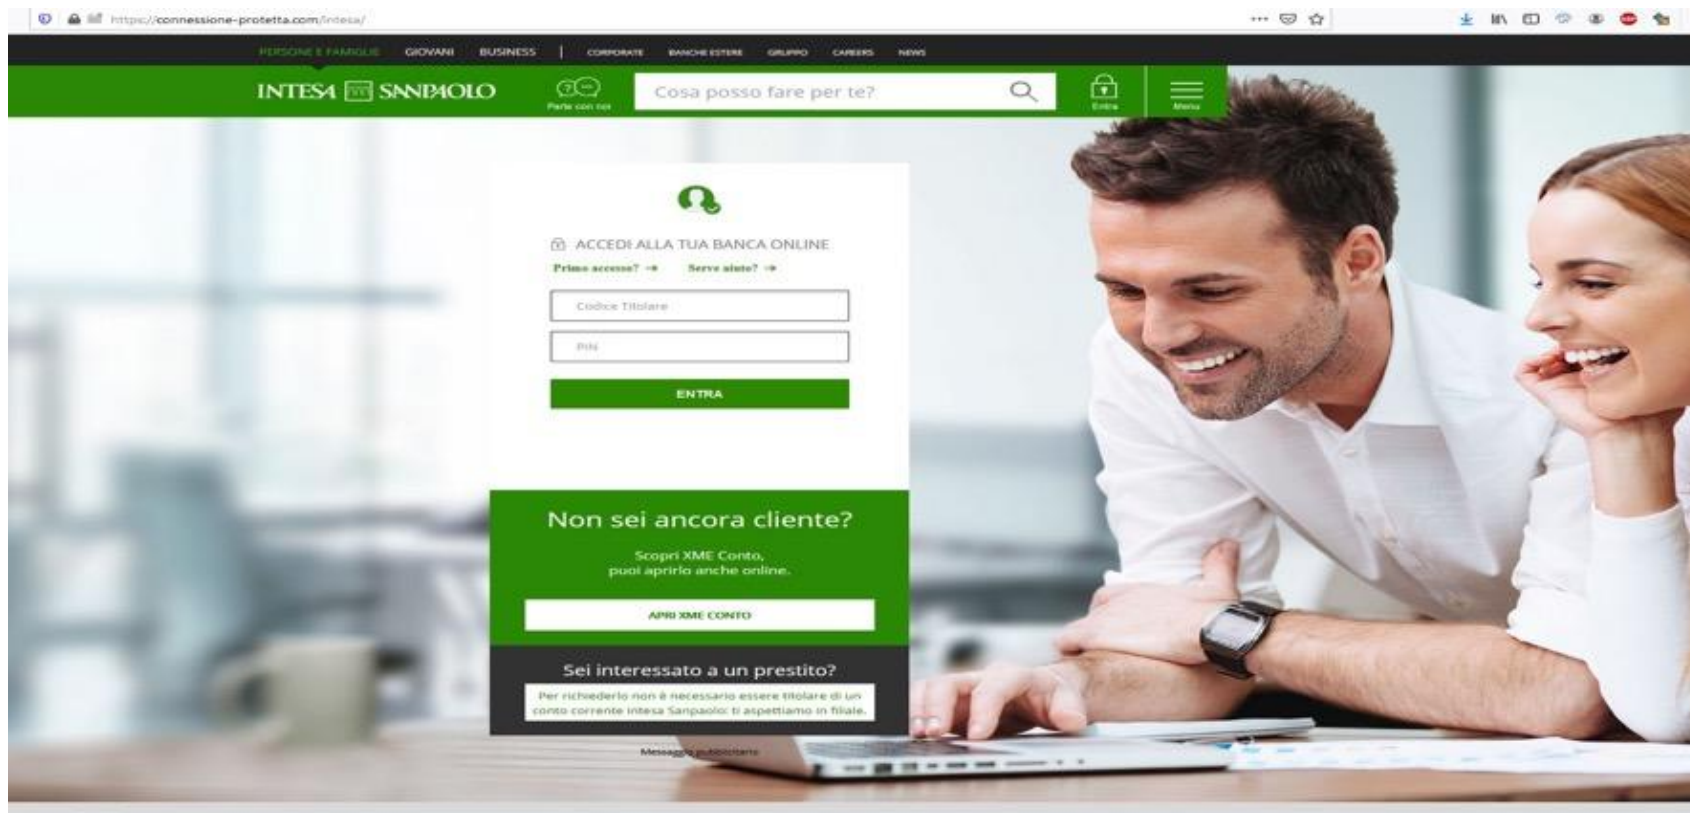 https://connessione-protetta.com/intesa/
PERSONE E FAMIGLIE GIOVANI BUSINESS | CORPORATE BANCHE ESTERE GRUPPO CAREERS NEWS
INTESA SANPAOLO
Parla con noi
Cosa posso fare per te?
Entra
Menu
ACCEDI ALLA TUA BANCA ONLINE
Primo accesso? → Serve aiuto? →
Codice Titolare
PIN
ENTRA
Non sei ancora cliente?
Scopri XME Conto,
puoi aprirlo anche online.
APRI XME CONTO
Sei interessato a un prestito?
Per richiederlo non è necessario essere titolare di un
conto corrente Intesa Sanpaolo: ti aspettiamo in filiale.
Messaggio pubblicitario